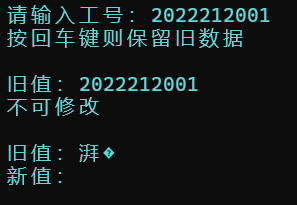 请输入工号: 2022212001
按回车键则保留旧数据
旧值: 2022212001
不可修改
旧值: 湃�
新值: